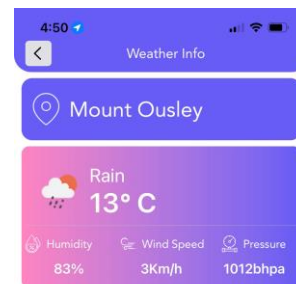 4:50
Weather Info
Mount Ousley
Rain
13° C
Humidity Wind Speed Pressure
83% 3Km/h 1012bhpa